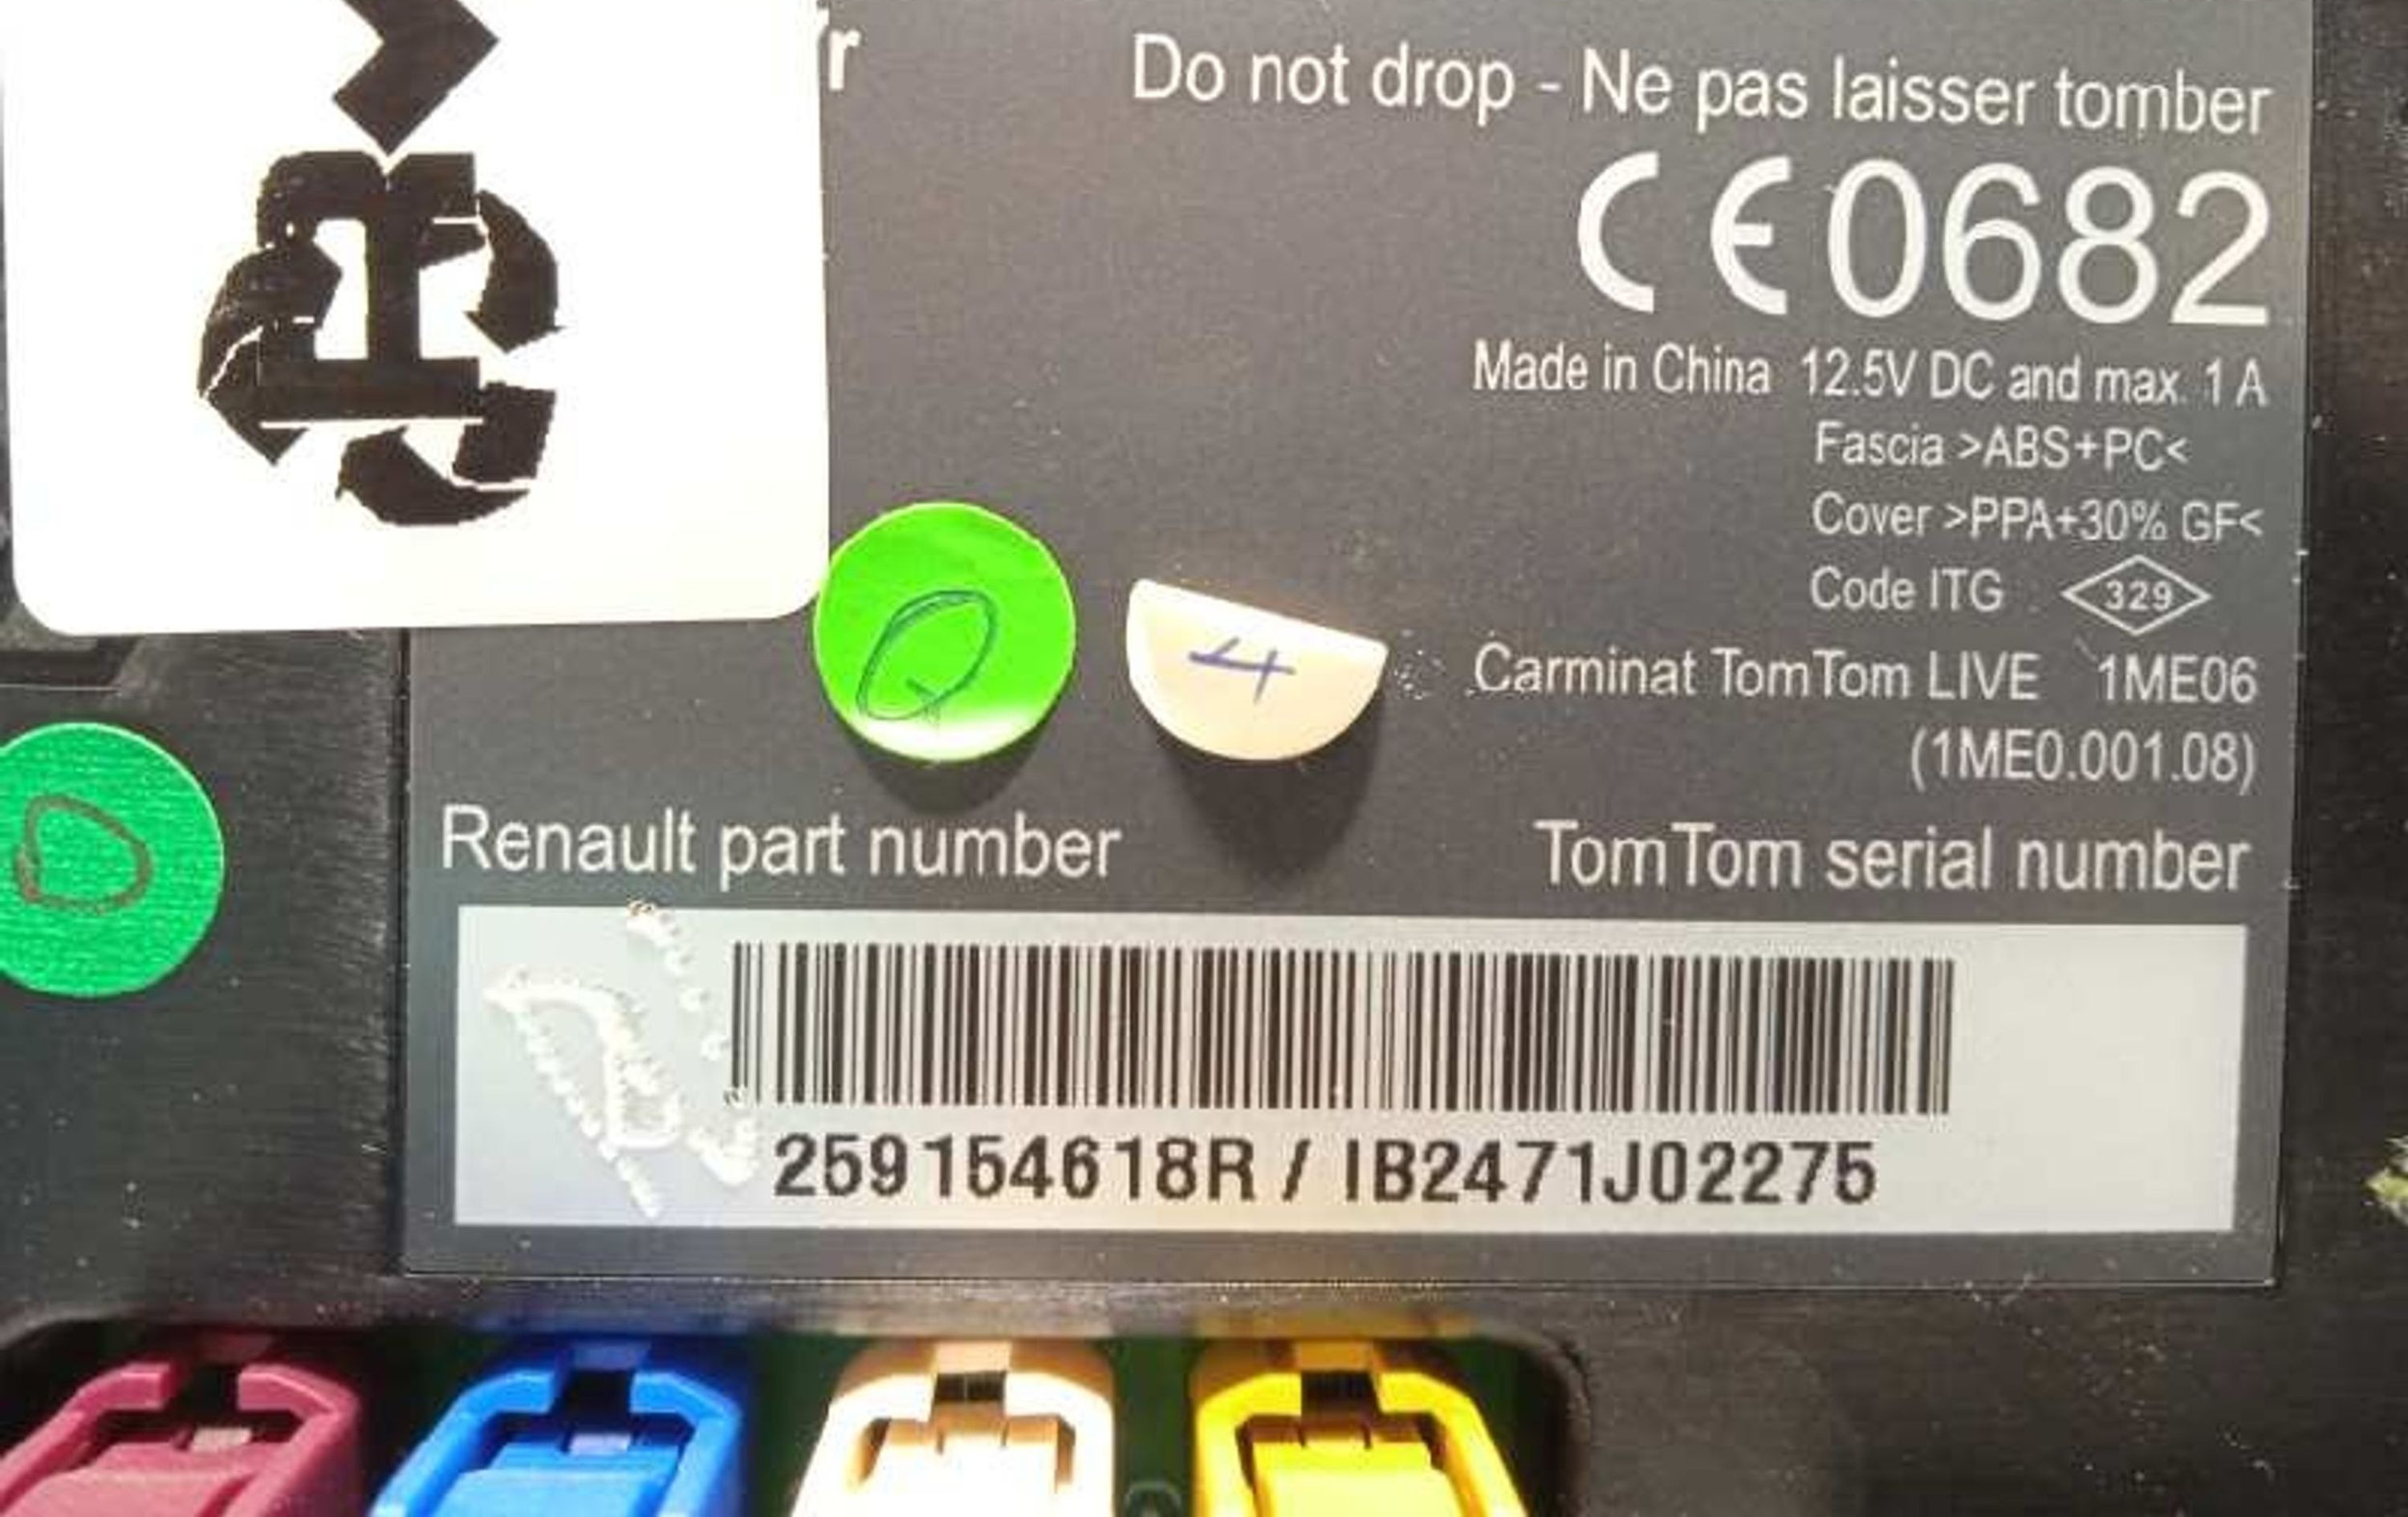 r
Do not drop - Ne pas laisser tomber
CE0682
Made in China 12.5V DC and max. 1 A
Fascia >ABS+PC<
Cover >PPA+30% GF<
Code ITG 329
Q
4
Carminat TomTom LIVE 1ME06
(1ME0.001.08)
O
Renault part number
TomTom serial number
259154618R / IB2471J02275